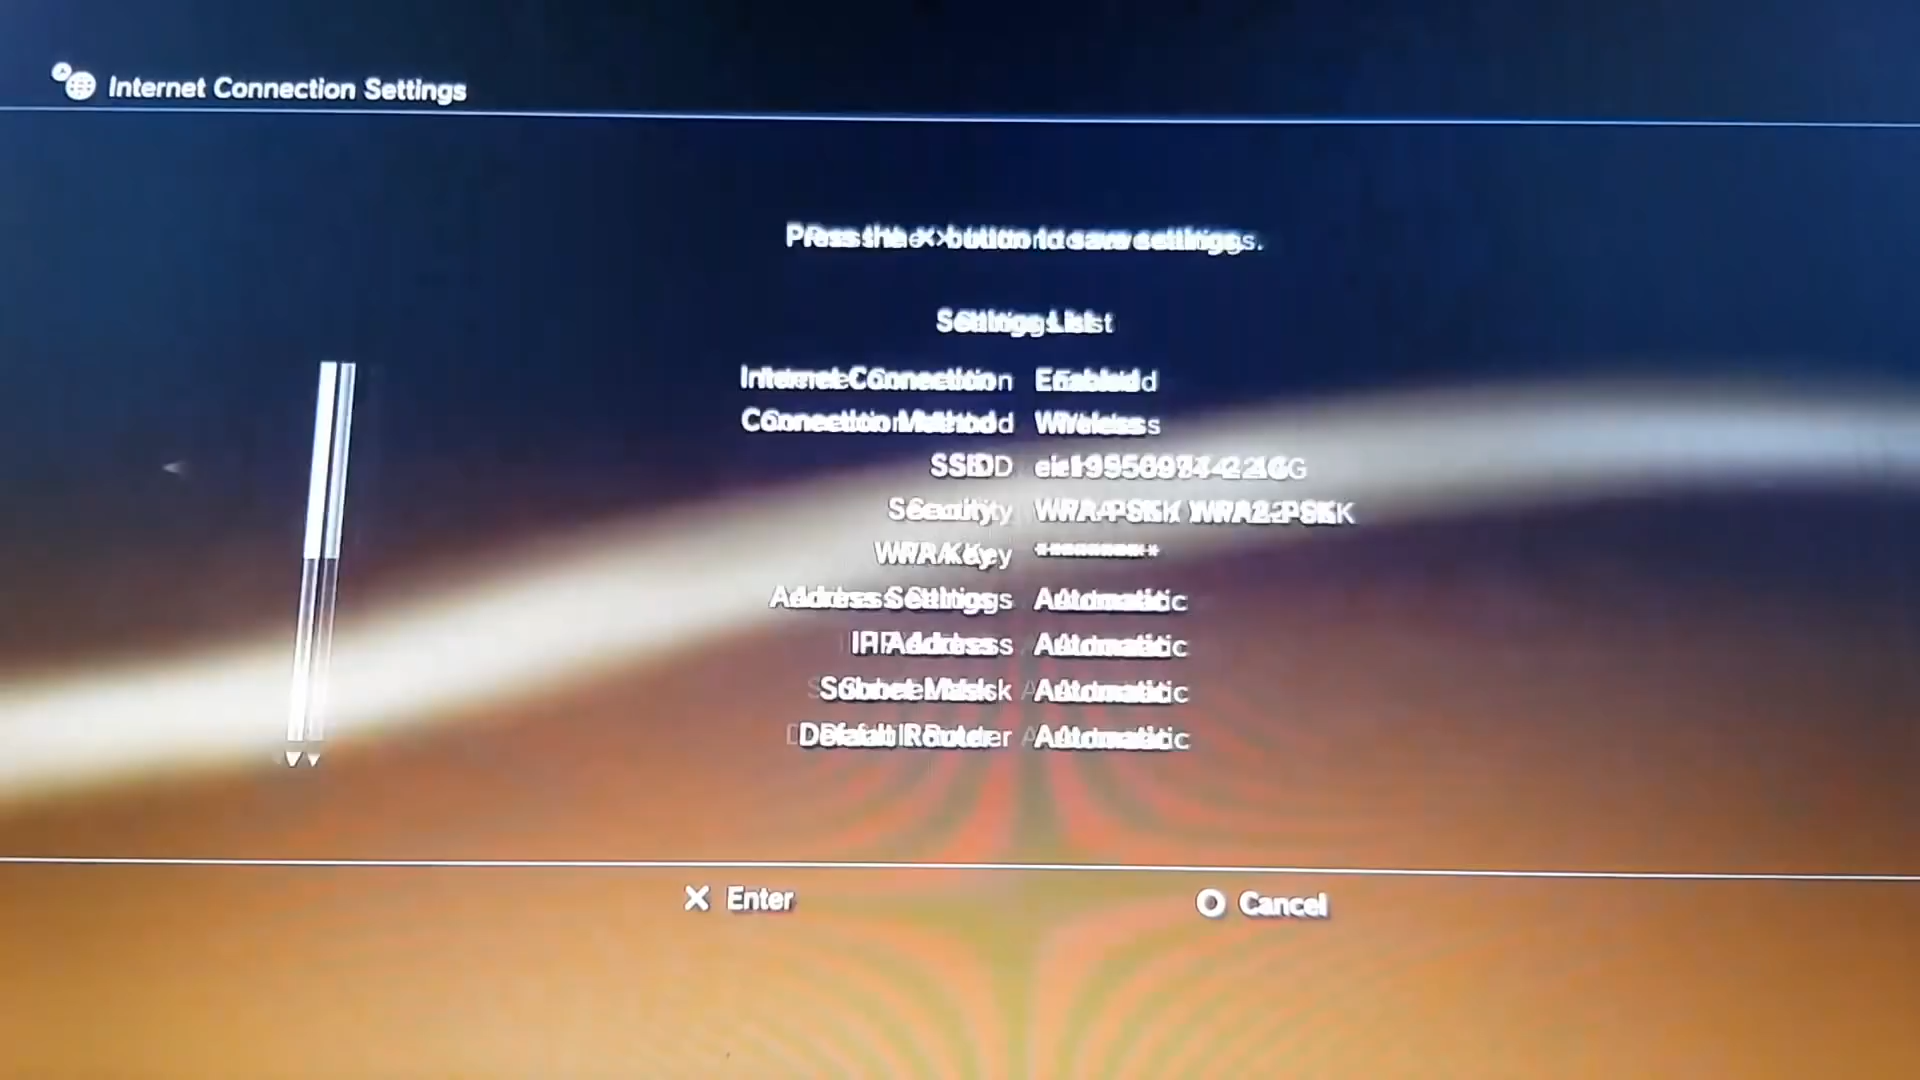 Internet Connection Settings
Press the X button to save settings.
Settings List
Internet Connection Enabled
Connection Method Wireless
SSID
Security WPA-PSK / WPA2-PSK
WPA Key
Address Settings Automatic
IP Address Automatic
Subnet Mask Automatic
Default Router Automatic
X Enter
O Cancel